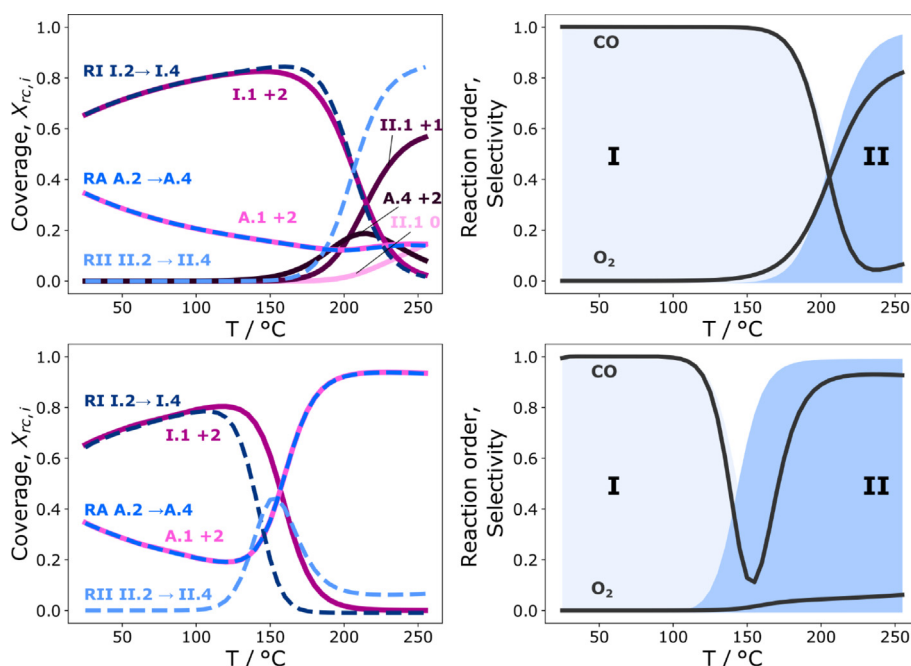 1.0
0.8
0.6
0.4
0.2
0.0
Coverage, Xrc,i
RI I.2→ I.4
I.1 +2
II.1 +1
RA A.2 →A.4
A.4 +2
A.1 +2
II.1 0
RII II.2 → II.4
50 100 150 200 250
T / °C
1.0
0.8
0.6
0.4
0.2
0.0
Reaction order,
Selectivity
CO
I
II
O₂
50 100 150 200 250
T / °C
1.0
0.8
0.6
0.4
0.2
0.0
Coverage, Xrc,i
RI I.2→ I.4
I.1 +2
RA A.2 →A.4
A.1 +2
RII II.2 → II.4
50 100 150 200 250
T / °C
1.0
0.8
0.6
0.4
0.2
0.0
Reaction order,
Selectivity
CO
I
II
O₂
50 100 150 200 250
T / °C